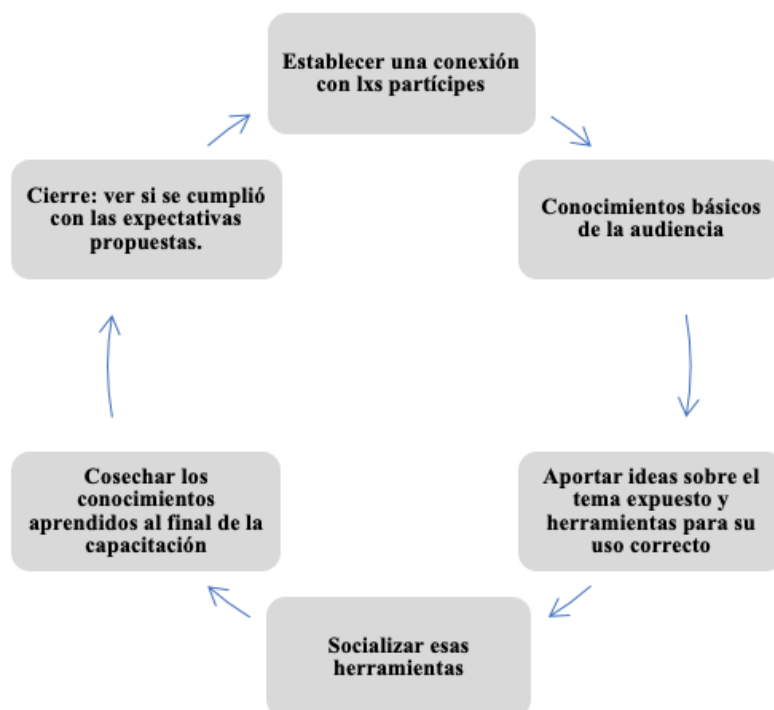 Establecer una conexión
con lxs partícipes
Conocimientos básicos
de la audiencia
Aportar ideas sobre el
tema expuesto y
herramientas para su
uso correcto
Socializar esas
herramientas
Cosechar los
conocimientos
aprendidos al final de la
capacitación
Cierre: ver si se cumplió
con las expectativas
propuestas.